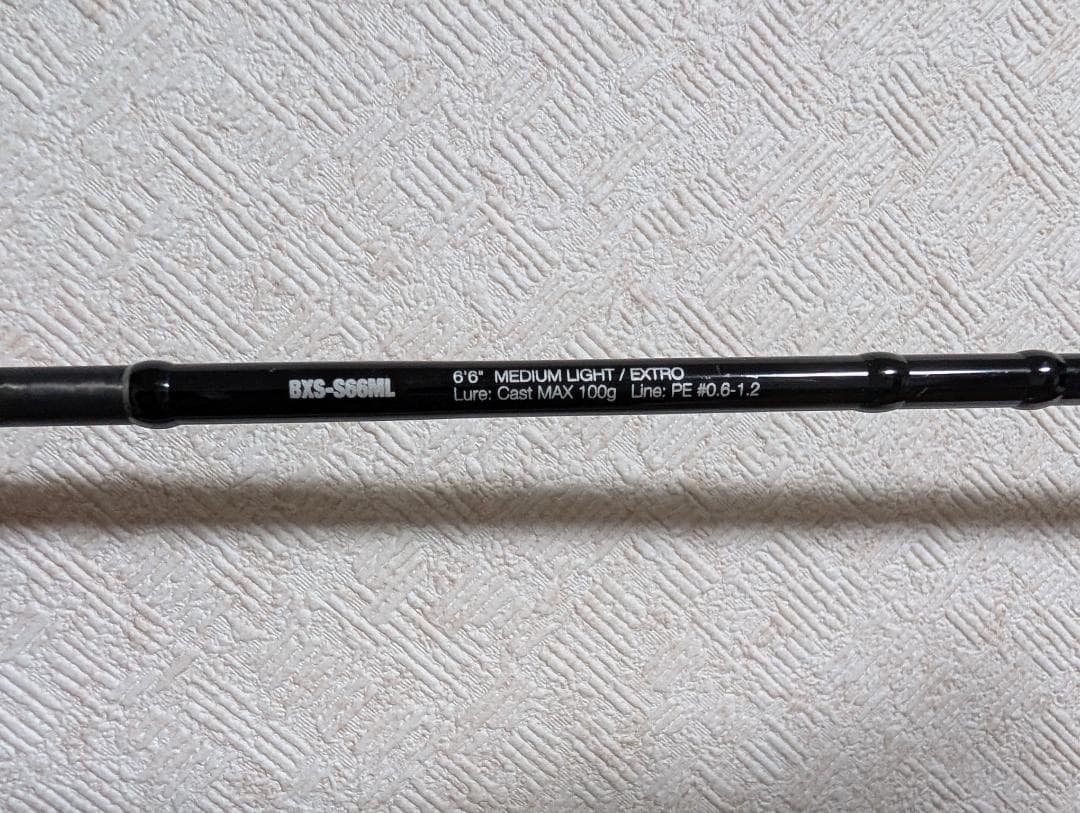 BXS-S66ML
6'6" MEDIUM LIGHT / EXTRO
Lure: Cast MAX 100g Line: PE #0.6-1.2